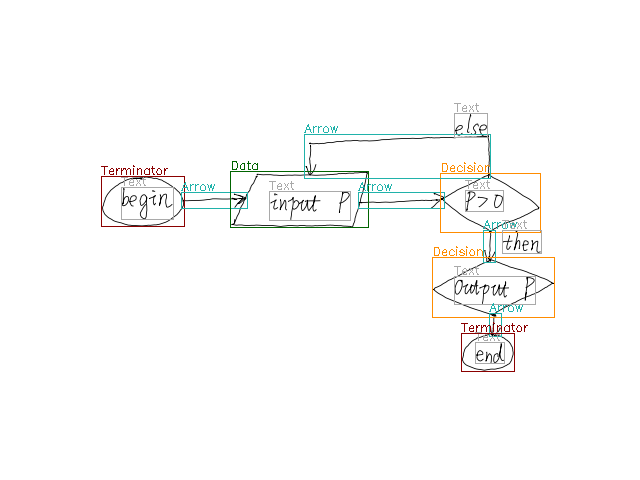 Text
else
Arrow
Data
Decision
Terminator
Text
Arrow
Text
Arrow
Text
begin
input P
P>0
Arrow
Text
then
Decision
Text
Output P
Arrow
Terminator
Text
end